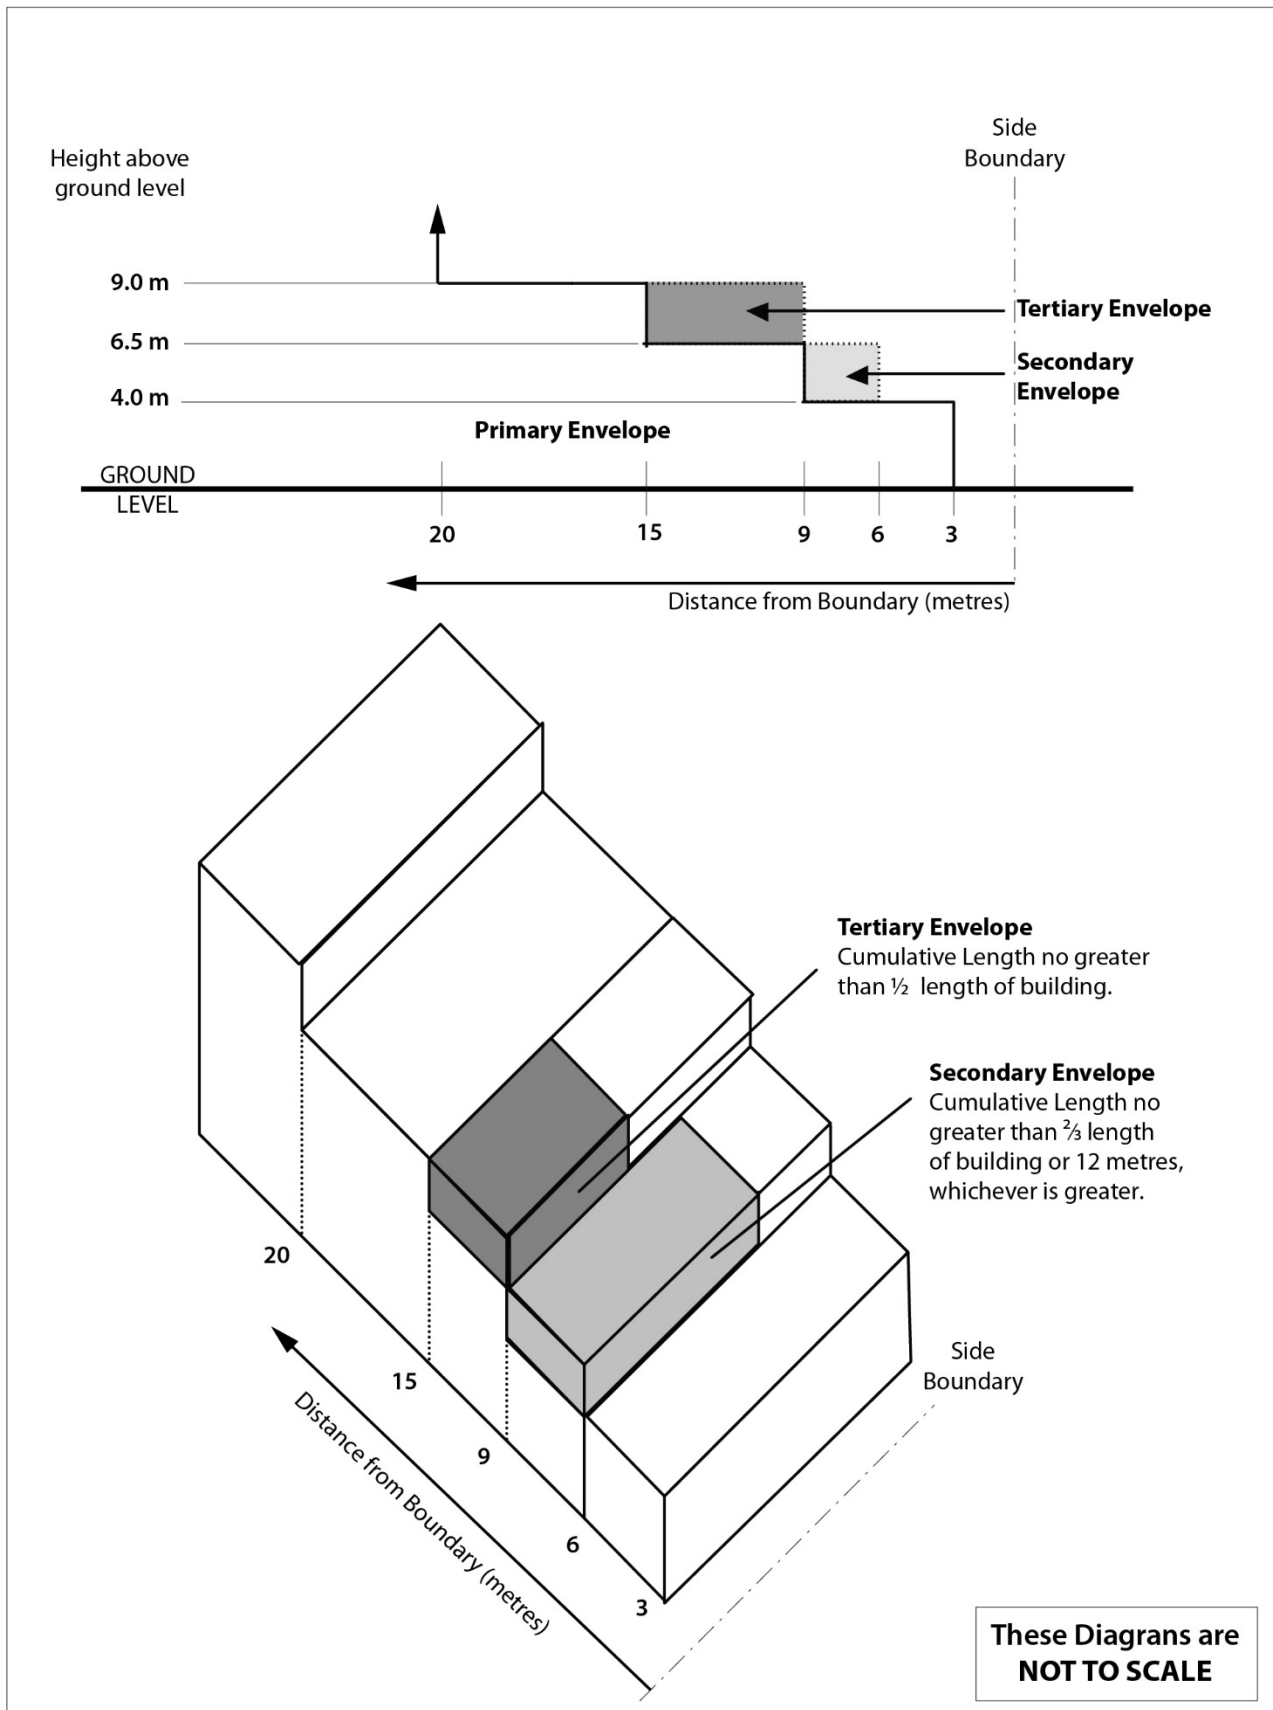 Side
Boundary
Height above
ground level
9.0 m
Tertiary Envelope
6.5 m
Secondary
Envelope
4.0 m
Primary Envelope
GROUND
LEVEL
20
15
9
6
3
Distance from Boundary (metres)
Tertiary Envelope
Cumulative Length no greater
than ½ length of building.
Secondary Envelope
Cumulative Length no
greater than ⅔ length
of building or 12 metres,
whichever is greater.
20
15
9
6
3
Side
Boundary
Distance from Boundary (metres)
These Diagrans are
NOT TO SCALE